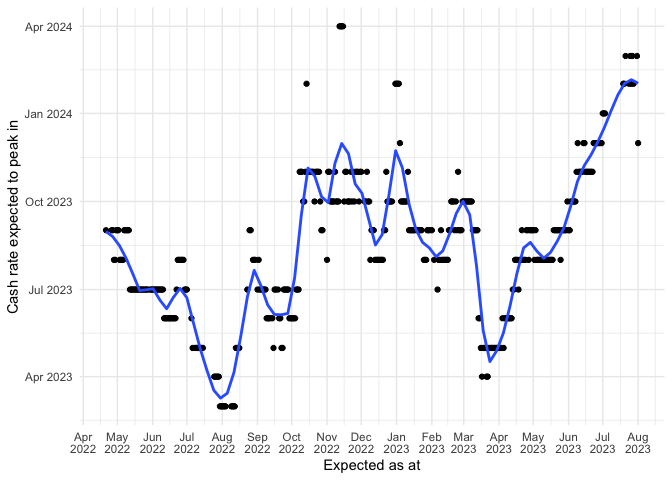 Cash rate expected to peak in
Apr 2024
Jan 2024
Oct 2023
Jul 2023
Apr 2023
Apr May Jun Jul Aug Sep Oct Nov Dec Jan Feb Mar Apr May Jun Jul Aug
2022 2022 2022 2022 2022 2022 2022 2022 2022 2023 2023 2023 2023 2023 2023 2023 2023
Expected as at